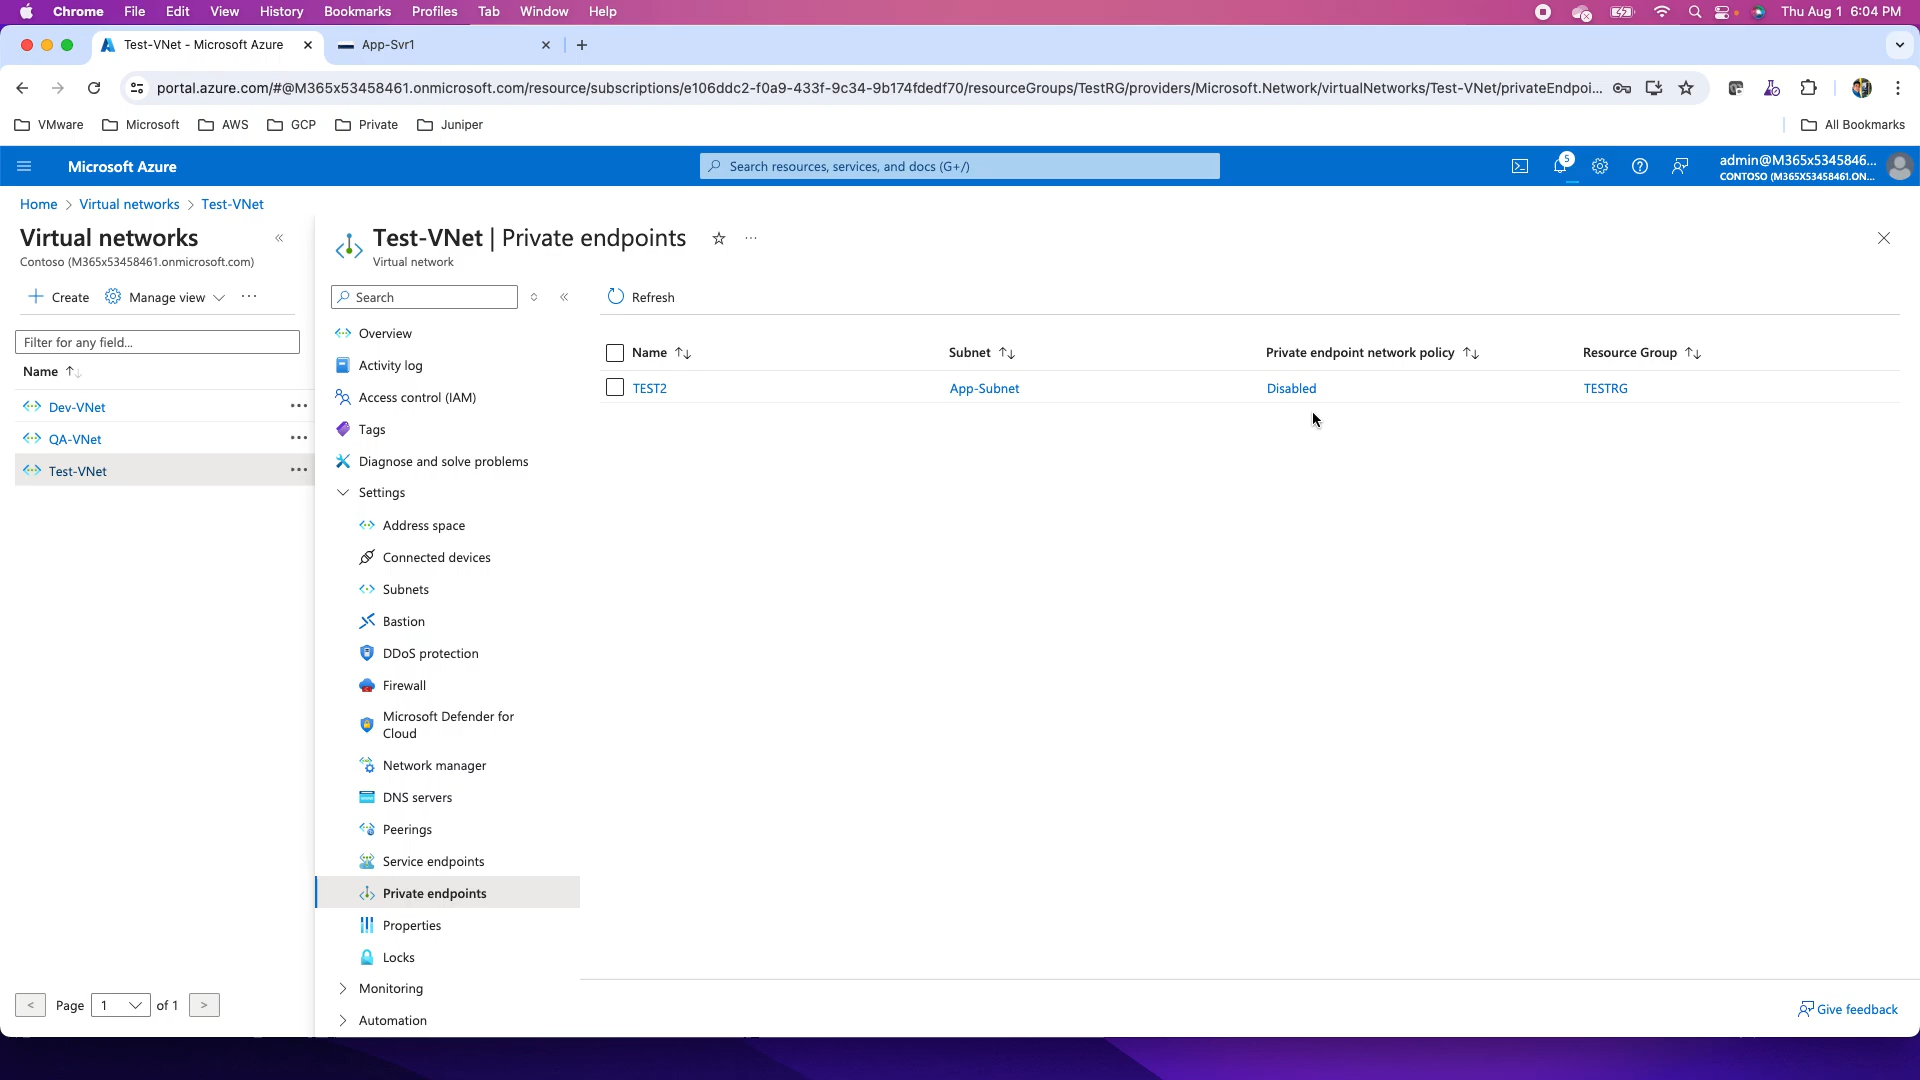 Chrome File Edit View History Bookmarks Profiles Tab Window Help Thu Aug 1 6:04 PM
Test-VNet - Microsoft Azure App-Svr1
portal.azure.com/#@M365x53458461.onmicrosoft.com/resource/subscriptions/e106ddc2-f0a9-433f-9c34-9b174fdedf70/resourceGroups/TestRG/providers/Microsoft.Network/virtualNetworks/Test-VNet/privateEndpoi...
VMware Microsoft AWS GCP Private Juniper All Bookmarks
Microsoft Azure
Search resources, services, and docs (G+/)
5
admin@M365x5345846...
CONTOSO (M365X53458461.ON...
Home > Virtual networks > Test-VNet
Virtual networks
Contoso (M365x53458461.onmicrosoft.com)
Create Manage view ...
Filter for any field...
Name
Dev-VNet ...
QA-VNet ...
Test-VNet ...
< Page 1 of 1 >
Test-VNet | Private endpoints ...
Virtual network
Search
Overview
Activity log
Access control (IAM)
Tags
Diagnose and solve problems
Settings
Address space
Connected devices
Subnets
Bastion
DDoS protection
Firewall
Microsoft Defender for
Cloud
Network manager
DNS servers
Peerings
Service endpoints
Private endpoints
Properties
Locks
Monitoring
Automation
Refresh
Name Subnet Private endpoint network policy Resource Group
TEST2 App-Subnet Disabled TESTRG
Give feedback